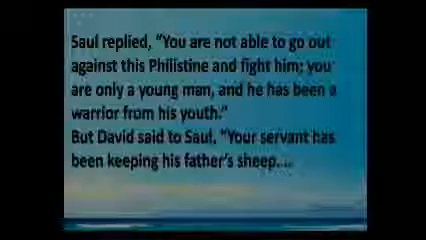 Saul replied, “You are not able to go out
against this Philistine and fight him; you
are only a young man, and he has been a
warrior from his youth.”
But David said to Saul, “Your servant has
been keeping his father’s sheep....